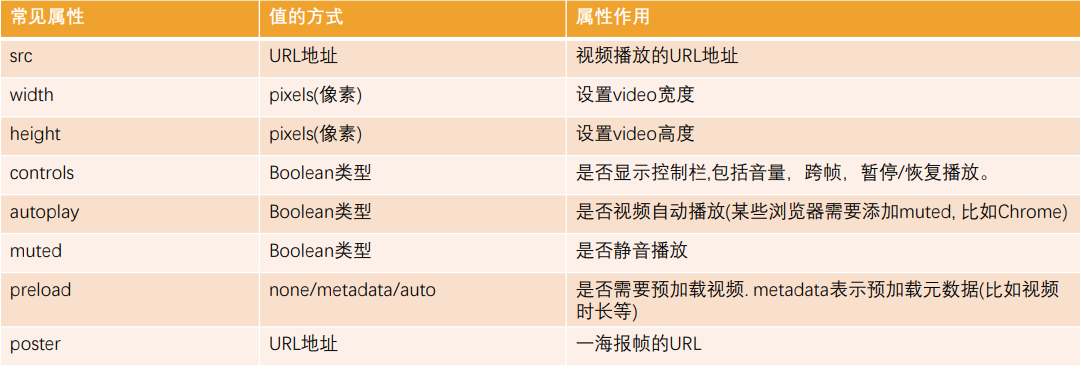 常见属性 值的方式 属性作用
src URL地址 视频播放的URL地址
width pixels(像素) 设置video宽度
height pixels(像素) 设置video高度
controls Boolean类型 是否显示控制栏,包括音量，跨帧，暂停/恢复播放。
autoplay Boolean类型 是否视频自动播放(某些浏览器需要添加muted, 比如Chrome)
muted Boolean类型 是否静音播放
preload none/metadata/auto 是否需要预加载视频. metadata表示预加载元数据(比如视频
时长等)
poster URL地址 一海报帧的URL